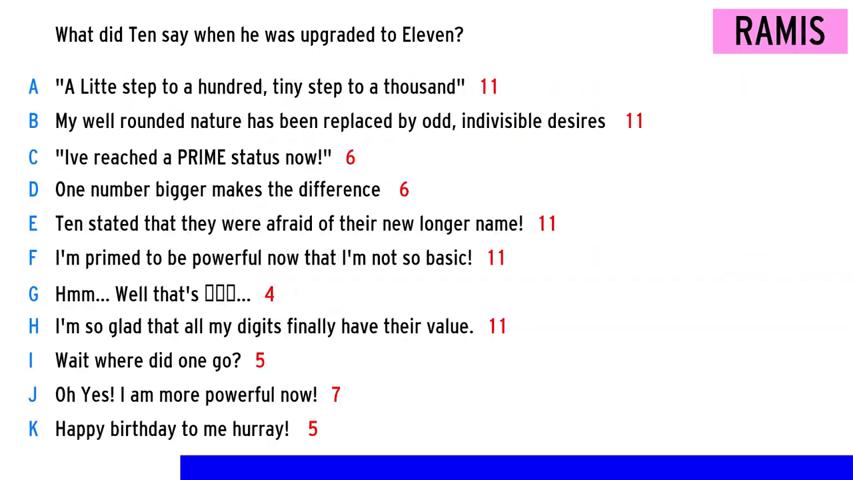 What did Ten say when he was upgraded to Eleven?
RAMIS
A "A Litte step to a hundred, tiny step to a thousand" 11
B My well rounded nature has been replaced by odd, indivisible desires 11
C "Ive reached a PRIME status now!" 6
D One number bigger makes the difference 6
E Ten stated that they were afraid of their new longer name! 11
F I'm primed to be powerful now that I'm not so basic! 11
G Hmm... Well that's ▯▯▯... 4
H I'm so glad that all my digits finally have their value. 11
I Wait where did one go? 5
J Oh Yes! I am more powerful now! 7
K Happy birthday to me hurray! 5